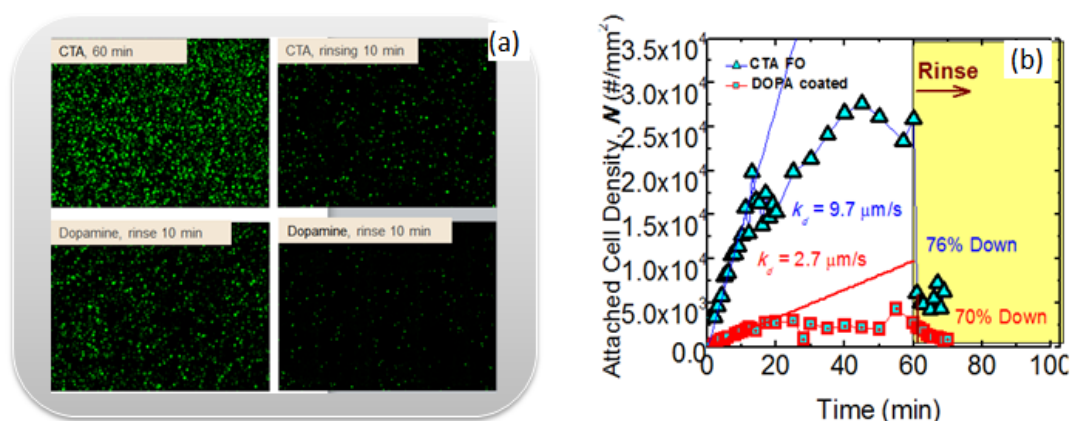 (a)
CTA, 60 min
CTA, rinsing 10 min
Dopamine, rinse 10 min
Dopamine, rinse 10 min
(b)
Attached Cell Density, N (#/mm²)
3.5x10⁴
3.0x10⁴
2.5x10⁴
2.0x10⁴
1.5x10⁴
1.0x10⁴
5.0x10³
0.0
CTA FO
DOPA coated
Rinse
k_d = 9.7 μm/s
k_d = 2.7 μm/s
76% Down
70% Down
0 20 40 60 80 100
Time (min)